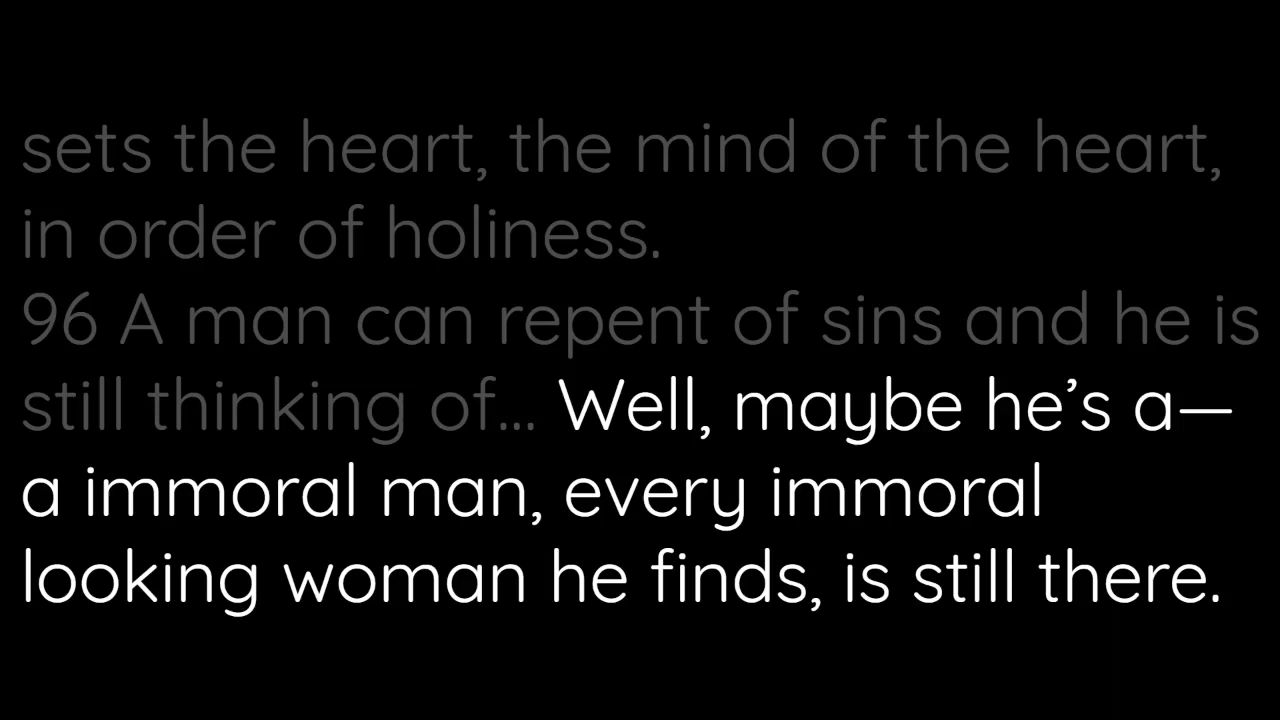 sets the heart, the mind of the heart,
in order of holiness.
96 A man can repent of sins and he is
still thinking of... Well, maybe he’s a—
a immoral man, every immoral
looking woman he finds, is still there.